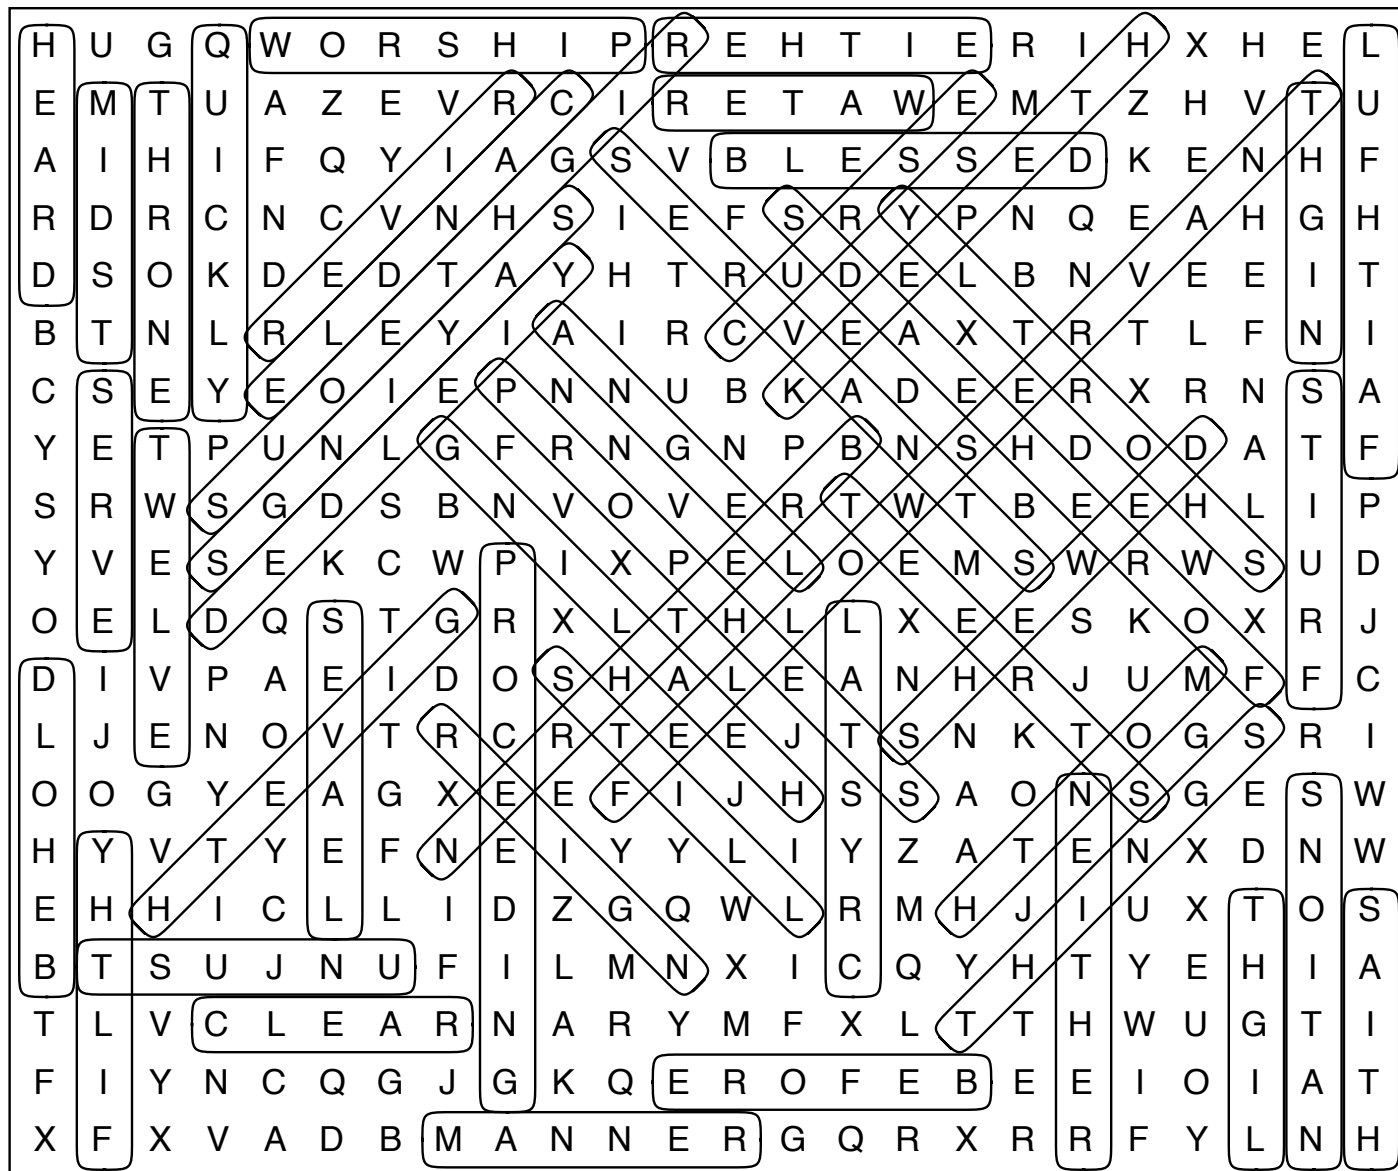 H U G Q W O R S H I P R E H T I E R I H X H E L
E M T U A Z E V R C I R E T A W E M T Z H V T U
A I H I F Q Y I A G S V B L E S S E D K E N H F
R D R C N C V N H S I E F S R Y P N Q E A H G H
D S O K D E D T A Y H T R U D E L B N V E E I T
B T N L R L E Y I A I R C V E A X T R T L F N I
C S E Y E O I E P N N U B K A D E E R X R N S A
Y E T P U N L G F R N G N P B N S H D O D A T F
S R W S G D S B N V O V E R T W T B E E H L I P
Y V E S E K C W P I X P E L O E M S W R W S U D
O E L D Q S T G R X L T H L L X E E S K O X R J
D I V P A E I D O S H A L E A N H R J U M F F C
L J E N O V T R C R T E E J T S N K T O G S R I
O O G Y E A G X E E F I J H S S A O N S G E S W
H Y V T Y E F N E I Y Y L I Y Z A T E N X D N W
E H H I C L L I D Z G Q W L R M H J I U X T O S
B T S U J N U F I L M N X I C Q Y H T Y E H I A
T L V C L E A R N A R Y M F X L T T H W U G T I
F I Y N C Q G J G K Q E R O F E B E E I O I A T
X F X V A D B M A N N E R G Q R X R R F Y L N H